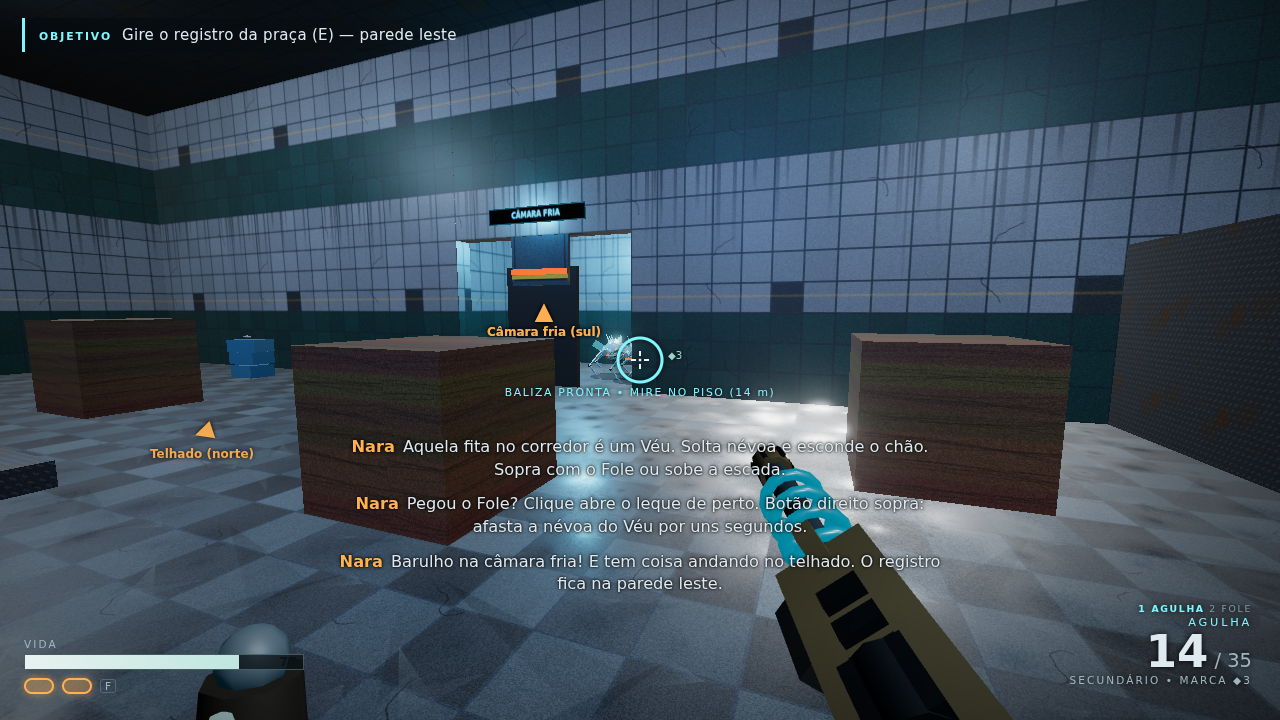 OBJETIVO Gire o registro da praça (E) — parede leste
CÂMARA FRIA
Câmara fria (sul)
◆3
BALIZA PRONTA • MIRE NO PISO (14 m)
Telhado (norte)
Nara Aquela fita no corredor é um Véu. Solta névoa e esconde o chão.
Sopra com o Fole ou sobe a escada.
Nara Pegou o Fole? Clique abre o leque de perto. Botão direito sopra:
afasta a névoa do Véu por uns segundos.
Nara Barulho na câmara fria! E tem coisa andando no telhado. O registro
fica na parede leste.
VIDA
F
1 AGULHA 2 FOLE
AGULHA
14 / 35
SECUNDÁRIO • MARCA ◆3